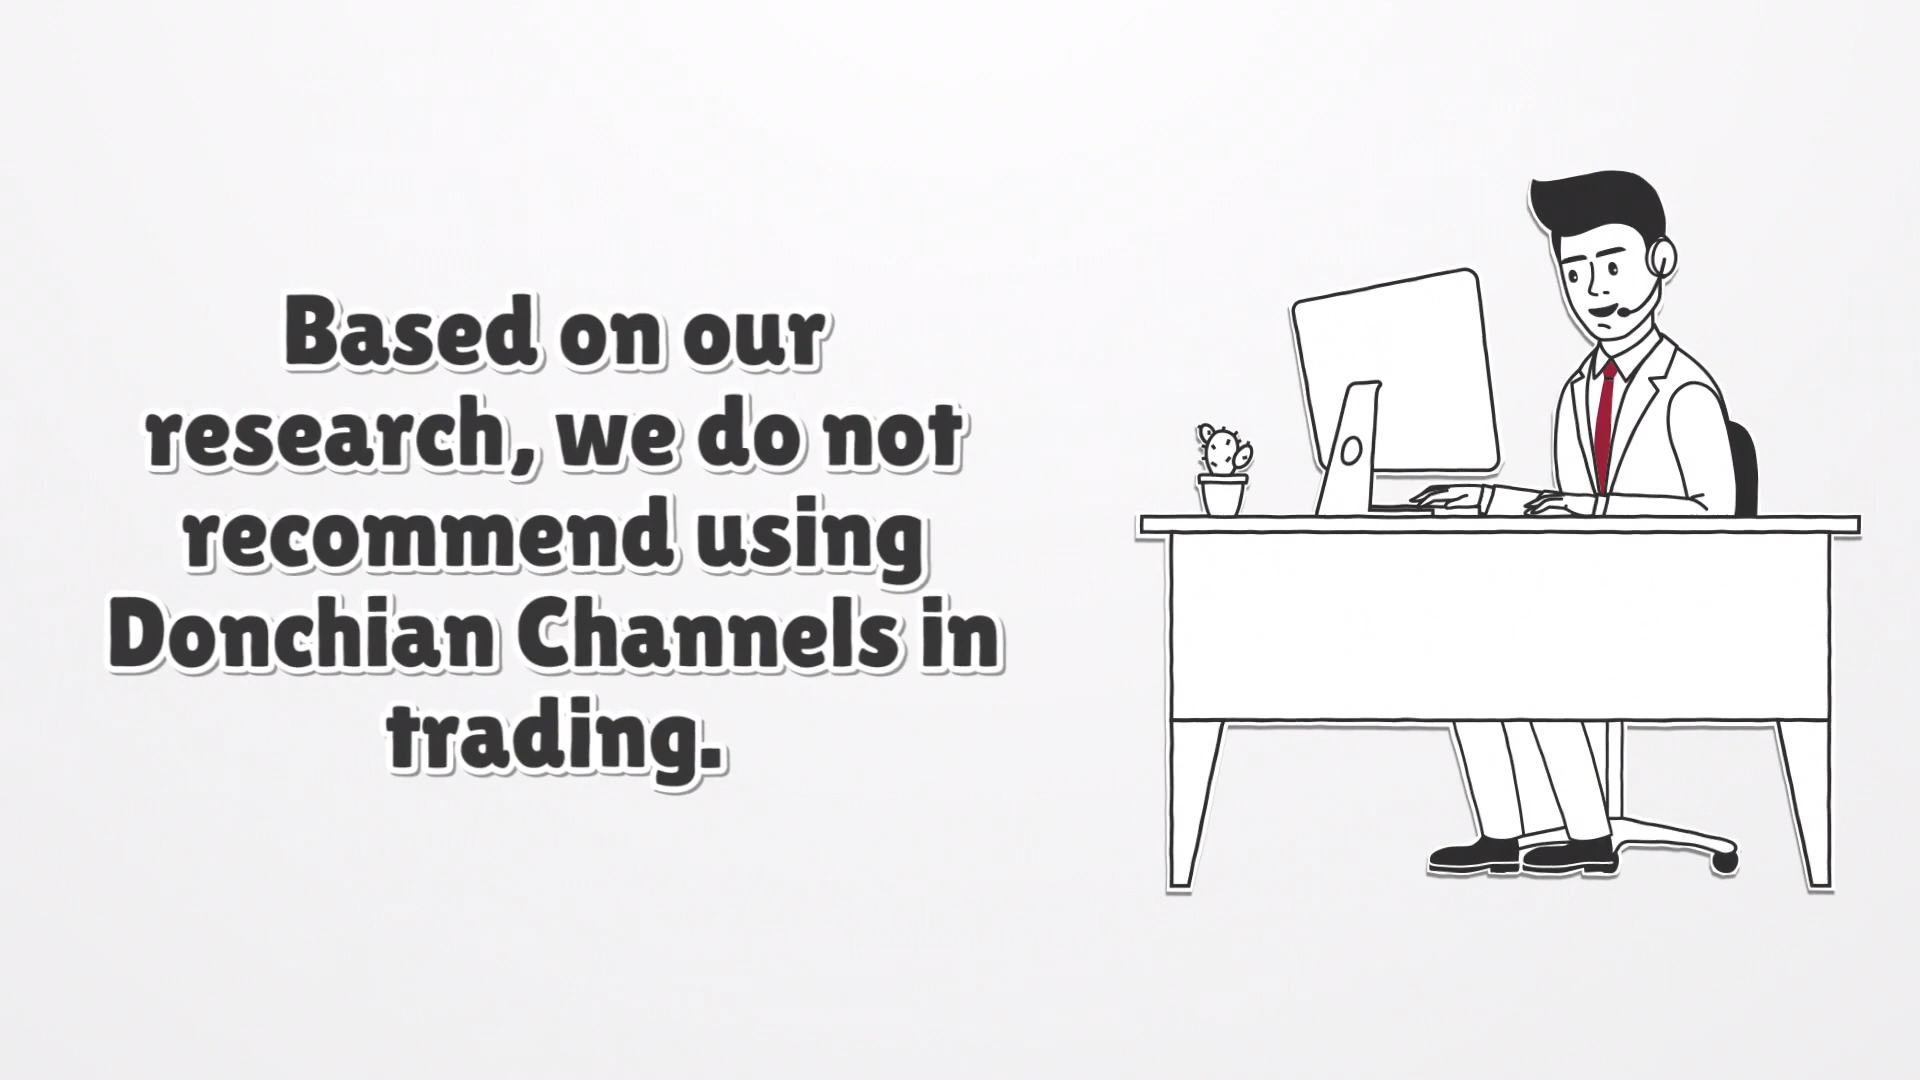 Based on our
research, we do not
recommend using
Donchian Channels in
trading.